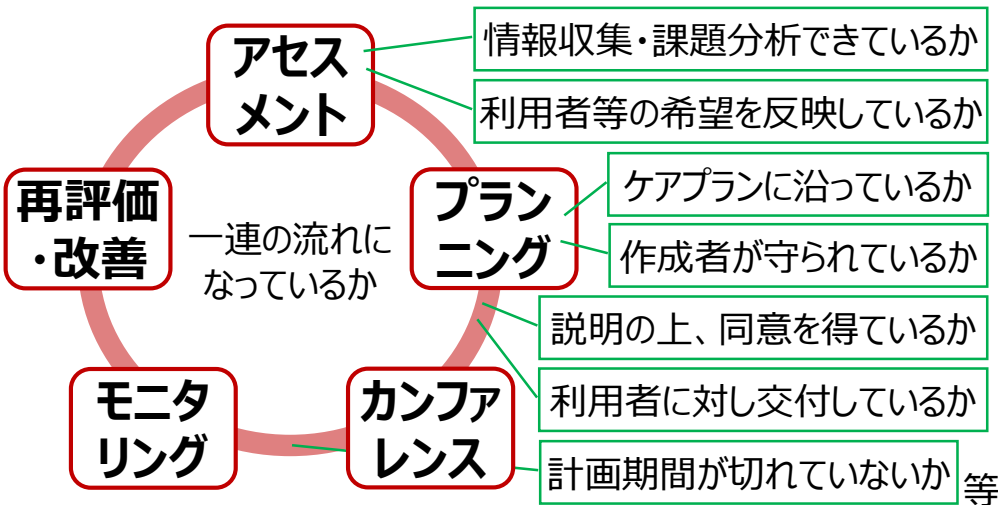 アセス
メント
情報収集・課題分析できているか
利用者等の希望を反映しているか
再評価
・改善
一連の流れに
なっているか
プラン
ニング
ケアプランに沿っているか
作成者が守られているか
説明の上、同意を得ているか
利用者に対し交付しているか
モニタ
リング
カンファ
レンス
計画期間が切れていないか
等